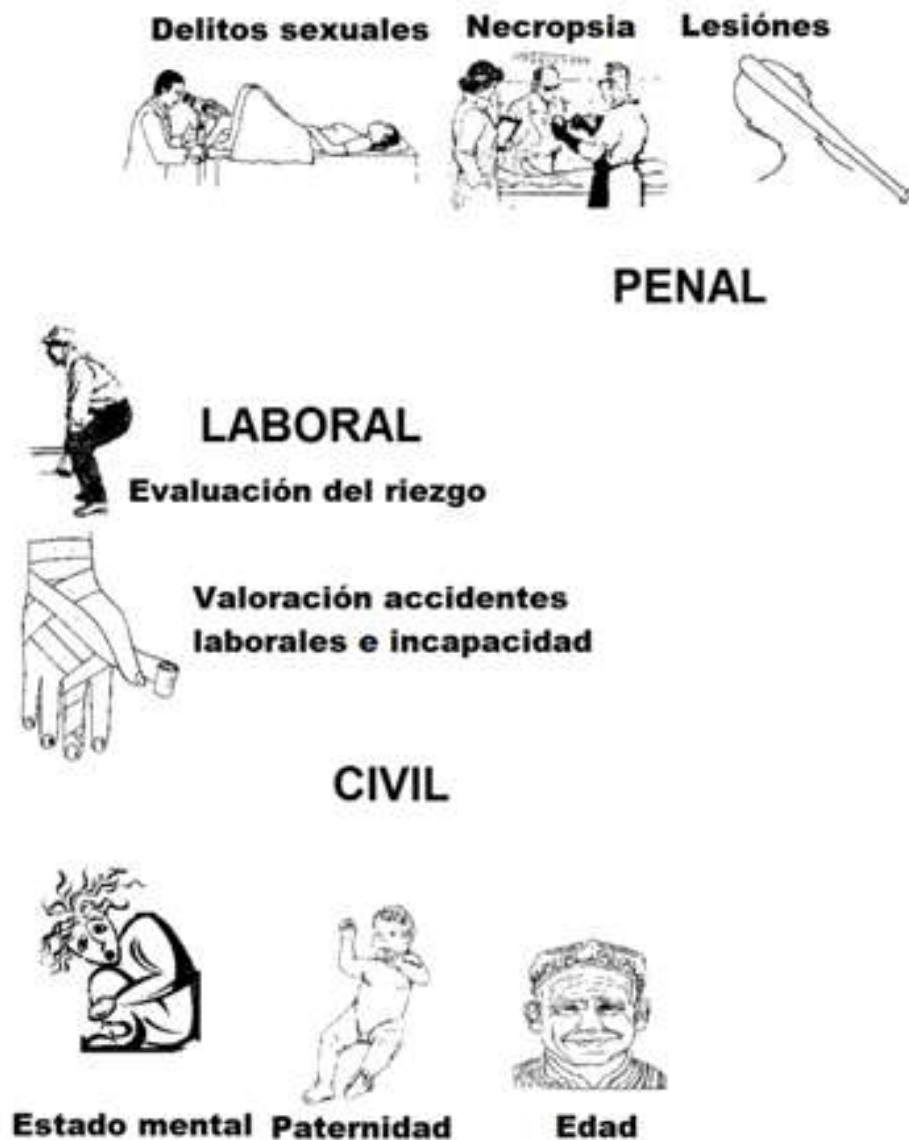 Delitos sexuales Necropsia Lesiónes
PENAL
LABORAL
Evaluación del riezgo
Valoración accidentes
laborales e incapacidad
CIVIL
Estado mental Paternidad Edad